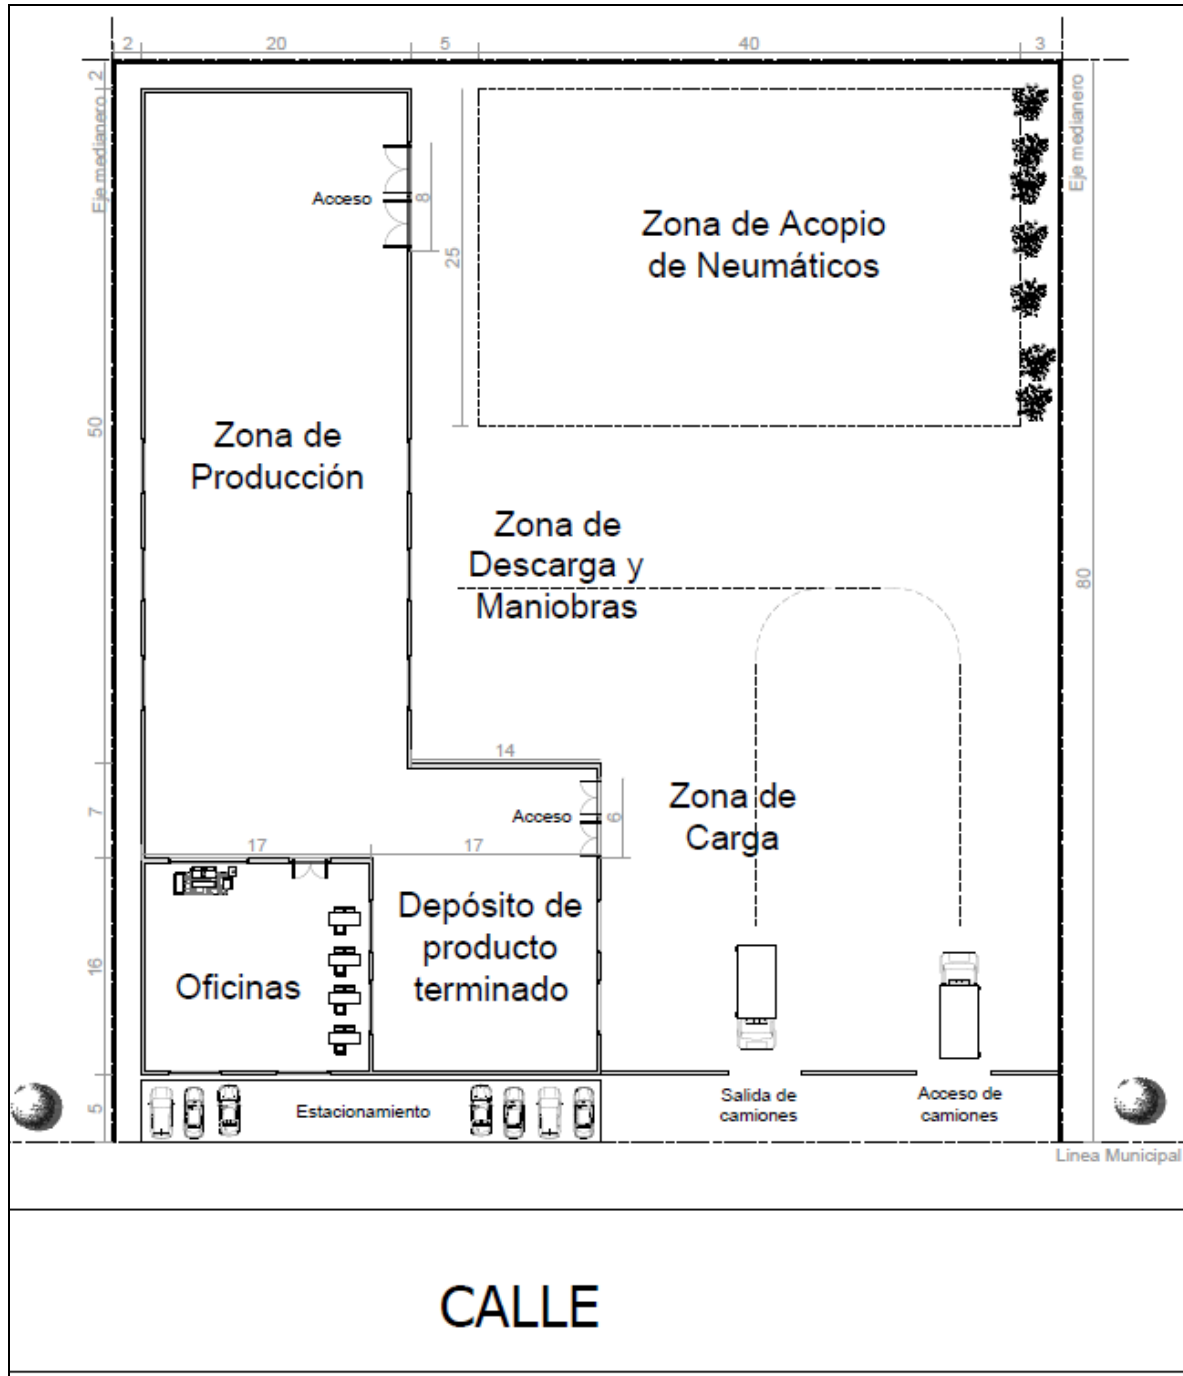 2 20 5 40 3
2
Eje medianero
Eje medianero
Acceso
8
25
Zona de Acopio
de Neumáticos
50
Zona de
Producción
Zona de
Descarga y
Maniobras
80
14
7
Acceso
6
Zona de
Carga
17 17
Depósito de
producto
terminado
16
Oficinas
5
Estacionamiento
Salida de
camiones
Acceso de
camiones
Linea Municipal
CALLE